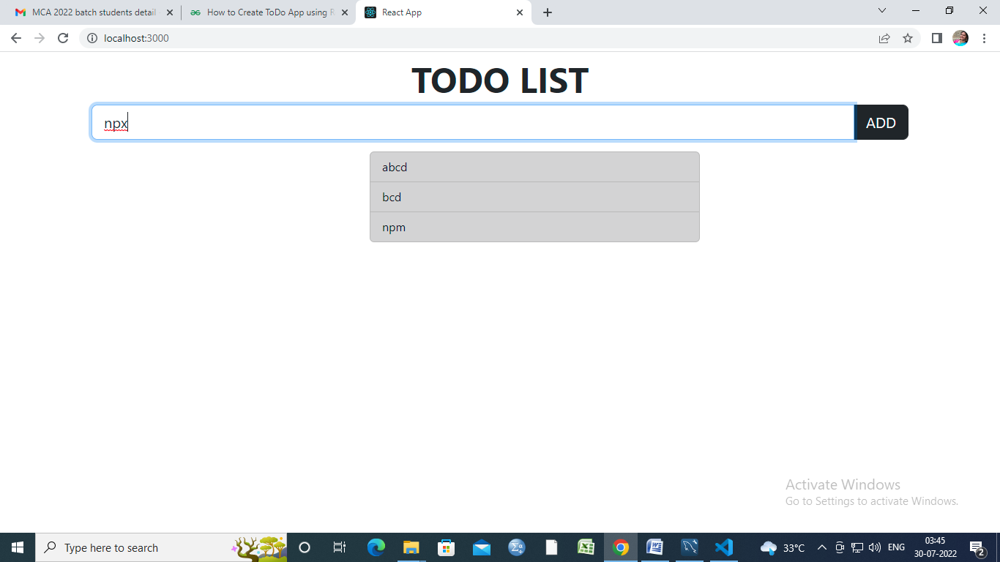 MCA 2022 batch students detail
How to Create ToDo App using R
React App
localhost:3000
TODO LIST
npx
ADD
abcd
bcd
npm
Activate Windows
Go to Settings to activate Windows.
Type here to search
33°C
ENG
03:45
30-07-2022
2